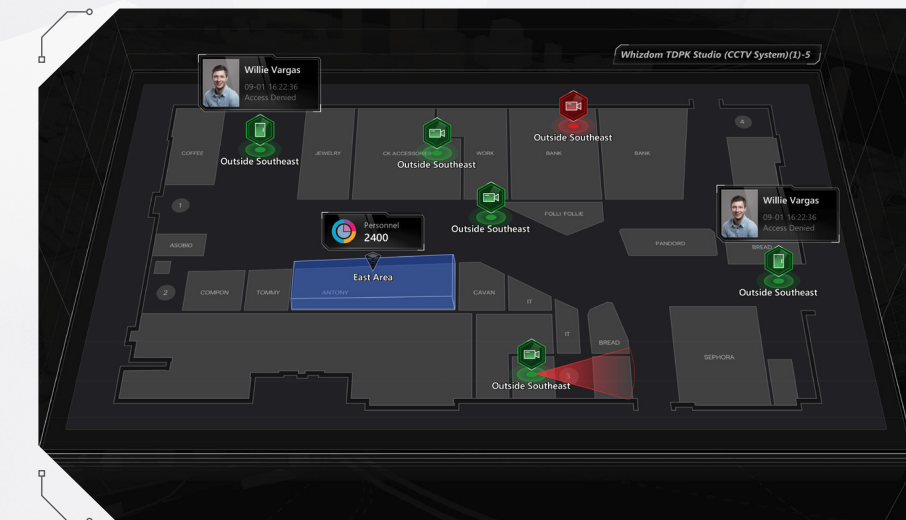 Whizdom TDPK Studio (CCTV System)(1)-5
Willie Vargas
09-01 16:22:36
Access Denied
Outside Southeast
Outside Southeast
Outside Southeast
COFFEE
JEWELRY
CK ACCESSORIES
WORK
BANK
BANK
A
Willie Vargas
09-01 16:22:36
Access Denied
1
Outside Southeast
FOLLI FOLLIE
Personnel
2400
ASOBIO
PANDORD
BREAD
East Area
2
COMPON
TOMMY
ANTONY
CAVAN
IT
Outside Southeast
IT
BREAD
SEPHORA
Outside Southeast
3